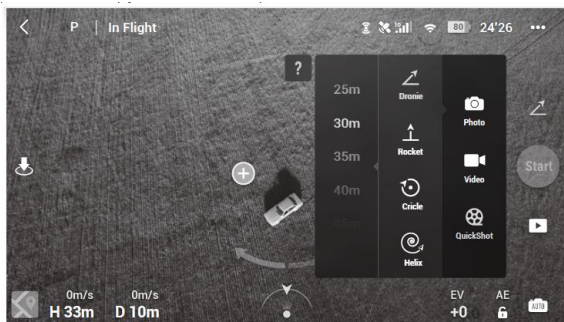 P | In Flight
80 24'26
?
25m
30m
35m
40m
45m
Dronie
Rocket
Cricle
Helix
Photo
Video
QuickShot
Start
0m/s 0m/s
H 33m D 10m
EV AE
+0
AUTO